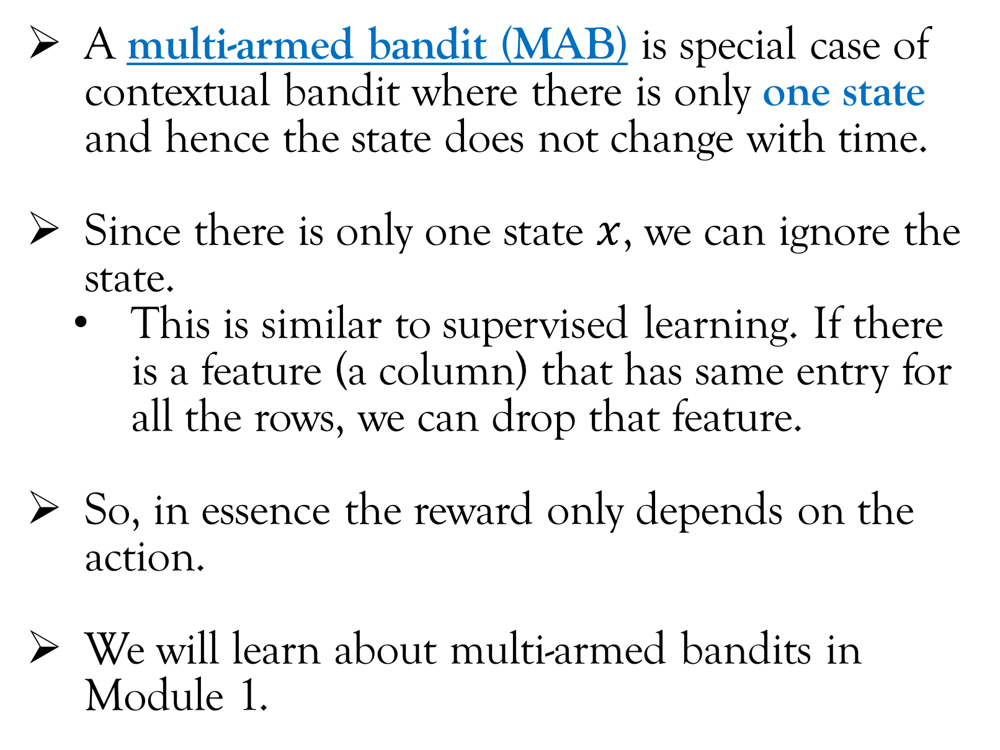 ➢ A multi-armed bandit (MAB) is special case of
contextual bandit where there is only one state
and hence the state does not change with time.
➢ Since there is only one state x, we can ignore the
state.
• This is similar to supervised learning. If there
is a feature (a column) that has same entry for
all the rows, we can drop that feature.
➢ So, in essence the reward only depends on the
action.
➢ We will learn about multi-armed bandits in
Module 1.